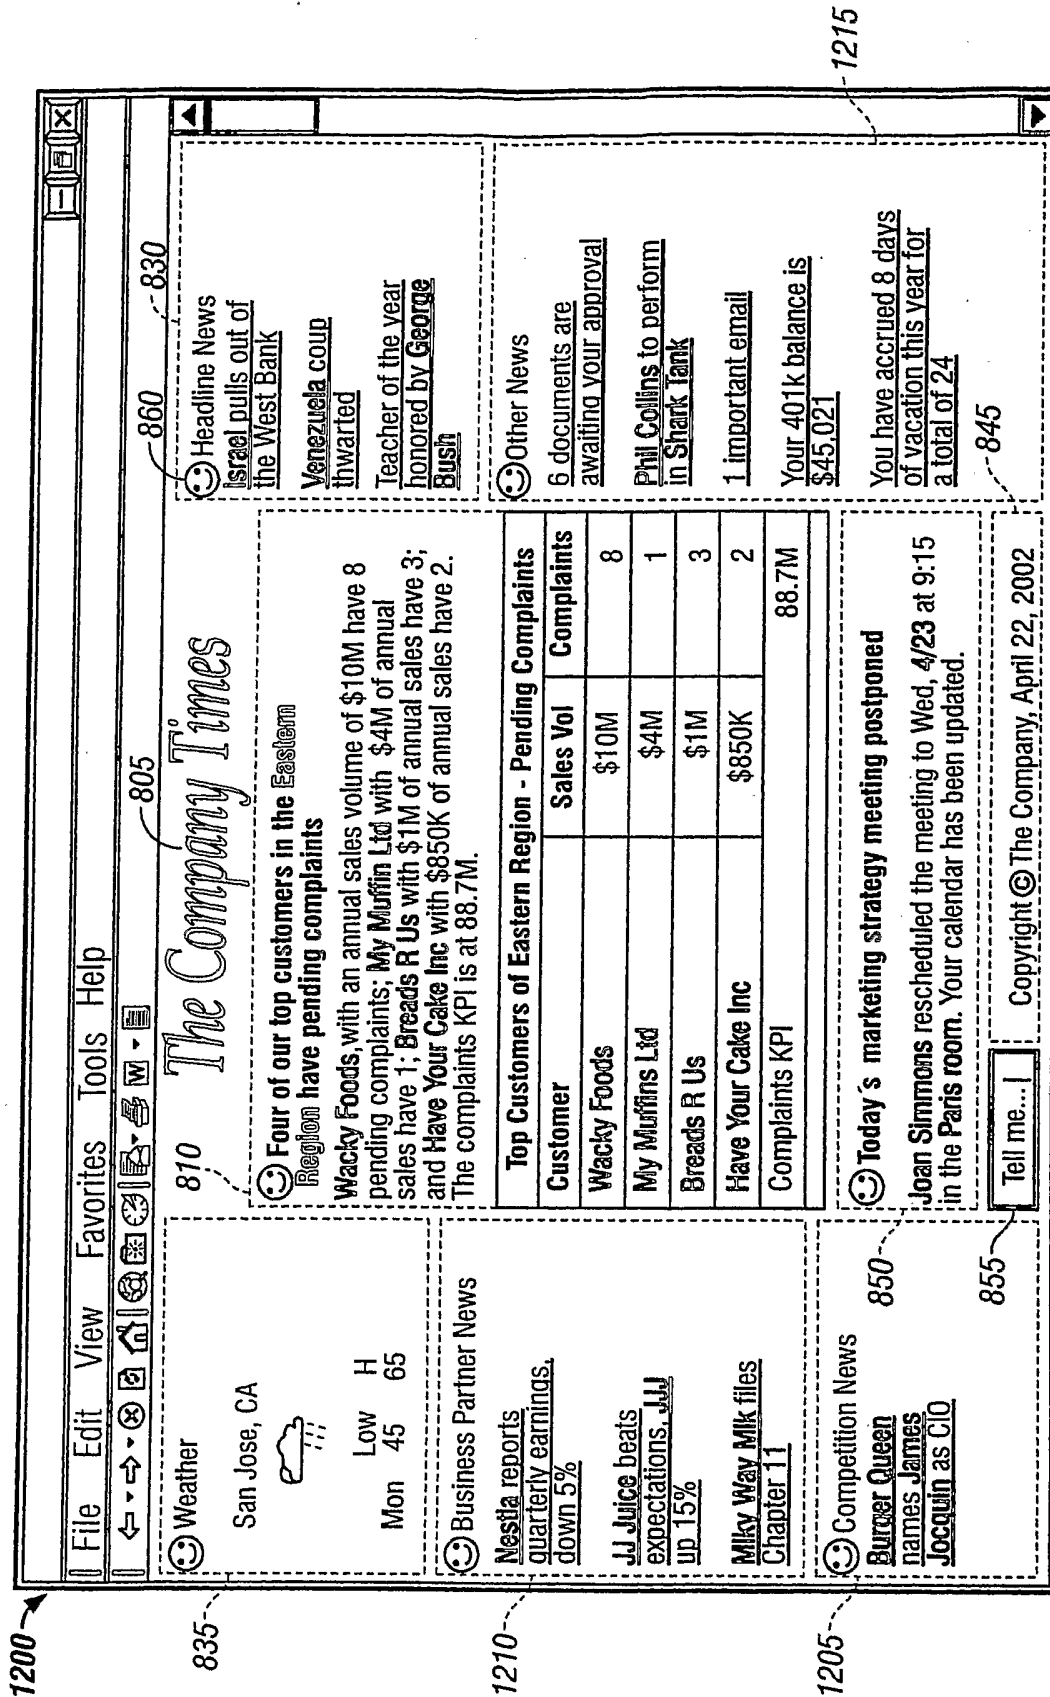 1200
File Edit View Favorites Tools Help
W
805
The Company Times
835
Weather
San Jose, CA
Low H
Mon 45 65
1210
Business Partner News
Nestla reports
quarterly earnings,
down 5%
JJ Juice beats
expectations, JJJ
up 15%
Mlky Way Mlk files
Chapter 11
1205
Competition News
Burger Queen
names James
Jocquin as CIO
810
Four of our top customers in the Eastern
Region have pending complaints
Wacky Foods, with an annual sales volume of $10M have 8
pending complaints; My Muffin Ltd with $4M of annual
sales have 1; Breads R Us with $1M of annual sales have 3;
and Have Your Cake Inc with $850K of annual sales have 2.
The complaints KPI is at 88.7M.
Top Customers of Eastern Region - Pending Complaints
Customer Sales Vol Complaints
Wacky Foods $10M 8
My Muffins Ltd $4M 1
Breads R Us $1M 3
Have Your Cake Inc $850K 2
Complaints KPI 88.7M
850
Today´s marketing strategy meeting postponed
Joan Simmons rescheduled the meeting to Wed, 4/23 at 9:15
in the Paris room. Your calendar has been updated.
855
Tell me...|
Copyright © The Company, April 22, 2002
845
860
830
Headline News
Israel pulls out of
the West Bank
Venezuela coup
thwarted
Teacher of the year
honored by George
Bush
1215
Other News
6 documents are
awaiting your approval
Phil Collins to perform
in Shark Tank
1 important email
Your 401k balance is
$45,021
You have accrued 8 days
of vacation this year for
a total of 24